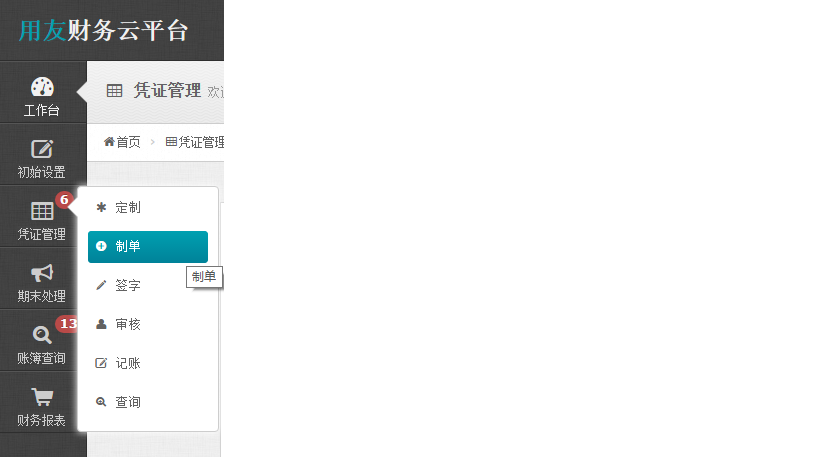 用友财务云平台
工作台
凭证管理 欢迎
首页 > 凭证管理
初始设置
凭证管理 6
定制
制单
制单
签字
审核
记账
查询
期末处理
账簿查询 13
财务报表